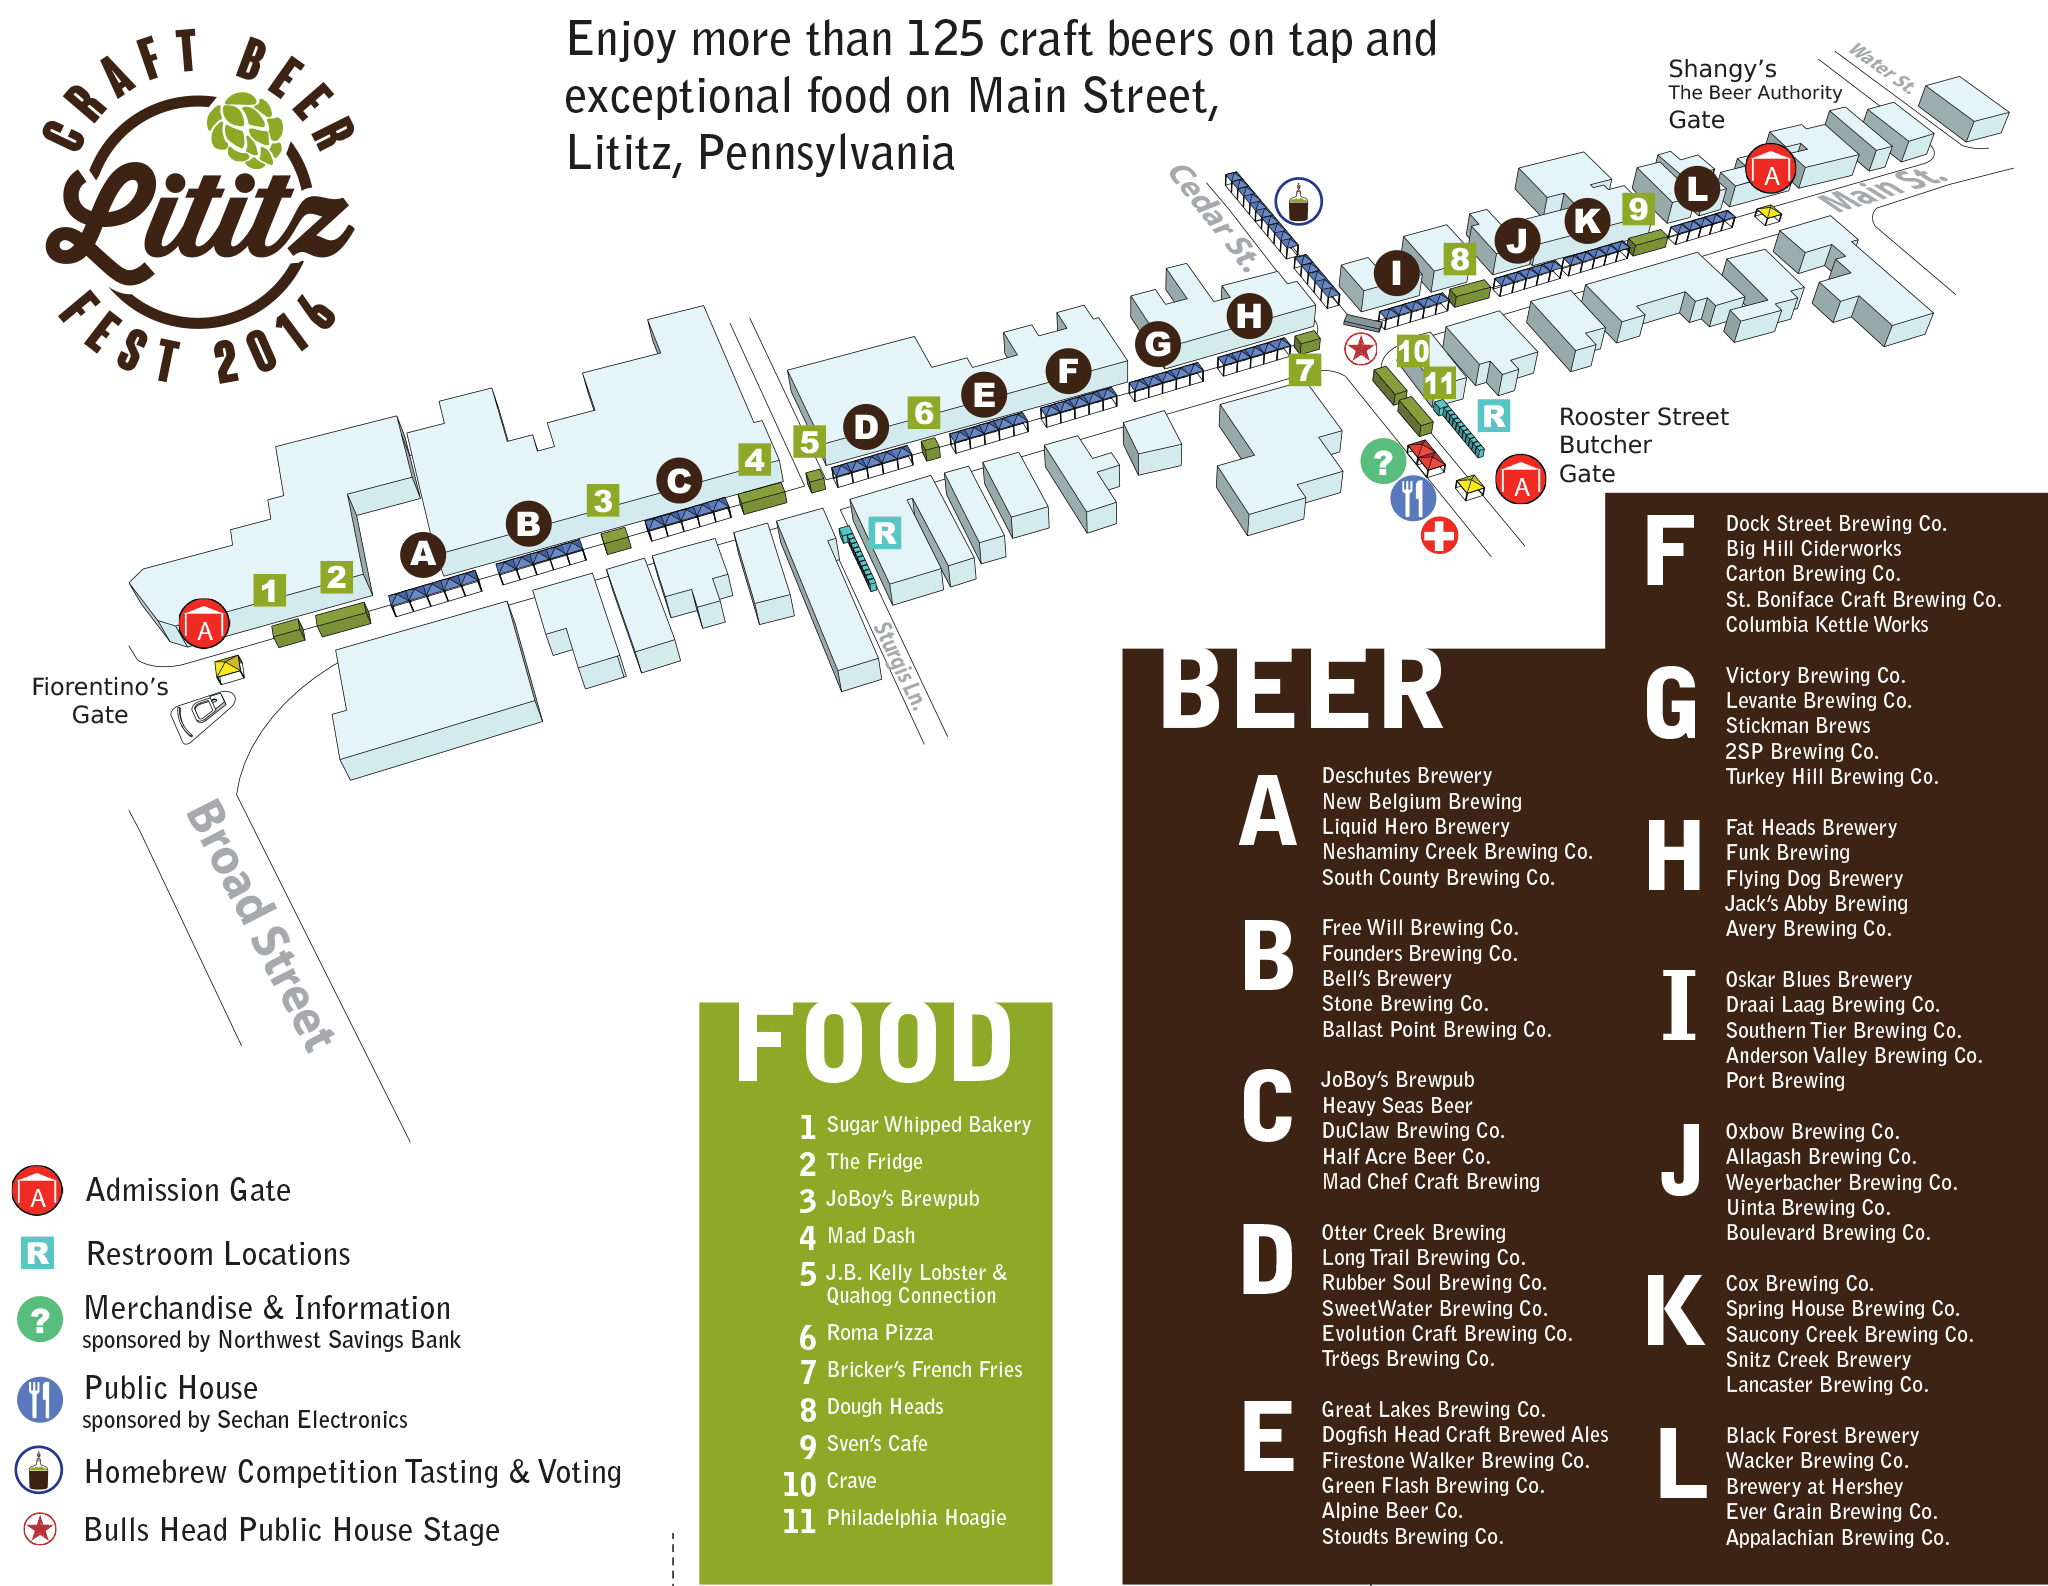 CRAFT BEER
Lititz
FEST 2016
Enjoy more than 125 craft beers on tap and
exceptional food on Main Street,
Lititz, Pennsylvania
Shangy's
The Beer Authority
Gate
Water St.
Main St.
Cedar St.
A
L
9
K
J
8
I
H
G
7
10
11
R
F
E
6
D
5
4
C
3
B
A
2
1
A
R
?
A
Rooster Street
Butcher
Gate
Fiorentino's
Gate
Sturgis Ln.
Broad Street
A Admission Gate
R Restroom Locations
? Merchandise & Information
sponsored by Northwest Savings Bank
Public House
sponsored by Sechan Electronics
Homebrew Competition Tasting & Voting
Bulls Head Public House Stage
FOOD
1 Sugar Whipped Bakery
2 The Fridge
3 JoBoy's Brewpub
4 Mad Dash
5 J.B. Kelly Lobster &
Quahog Connection
6 Roma Pizza
7 Bricker's French Fries
8 Dough Heads
9 Sven's Cafe
10 Crave
11 Philadelphia Hoagie
BEER
A
Deschutes Brewery
New Belgium Brewing
Liquid Hero Brewery
Neshaminy Creek Brewing Co.
South County Brewing Co.
B
Free Will Brewing Co.
Founders Brewing Co.
Bell's Brewery
Stone Brewing Co.
Ballast Point Brewing Co.
C
JoBoy's Brewpub
Heavy Seas Beer
DuClaw Brewing Co.
Half Acre Beer Co.
Mad Chef Craft Brewing
D
Otter Creek Brewing
Long Trail Brewing Co.
Rubber Soul Brewing Co.
SweetWater Brewing Co.
Evolution Craft Brewing Co.
Tröegs Brewing Co.
E
Great Lakes Brewing Co.
Dogfish Head Craft Brewed Ales
Firestone Walker Brewing Co.
Green Flash Brewing Co.
Alpine Beer Co.
Stoudts Brewing Co.
F
Dock Street Brewing Co.
Big Hill Ciderworks
Carton Brewing Co.
St. Boniface Craft Brewing Co.
Columbia Kettle Works
G
Victory Brewing Co.
Levante Brewing Co.
Stickman Brews
2SP Brewing Co.
Turkey Hill Brewing Co.
H
Fat Heads Brewery
Funk Brewing
Flying Dog Brewery
Jack's Abby Brewing
Avery Brewing Co.
I
Oskar Blues Brewery
Draai Laag Brewing Co.
Southern Tier Brewing Co.
Anderson Valley Brewing Co.
Port Brewing
J
Oxbow Brewing Co.
Allagash Brewing Co.
Weyerbacher Brewing Co.
Uinta Brewing Co.
Boulevard Brewing Co.
K
Cox Brewing Co.
Spring House Brewing Co.
Saucony Creek Brewing Co.
Snitz Creek Brewery
Lancaster Brewing Co.
L
Black Forest Brewery
Wacker Brewing Co.
Brewery at Hershey
Ever Grain Brewing Co.
Appalachian Brewing Co.